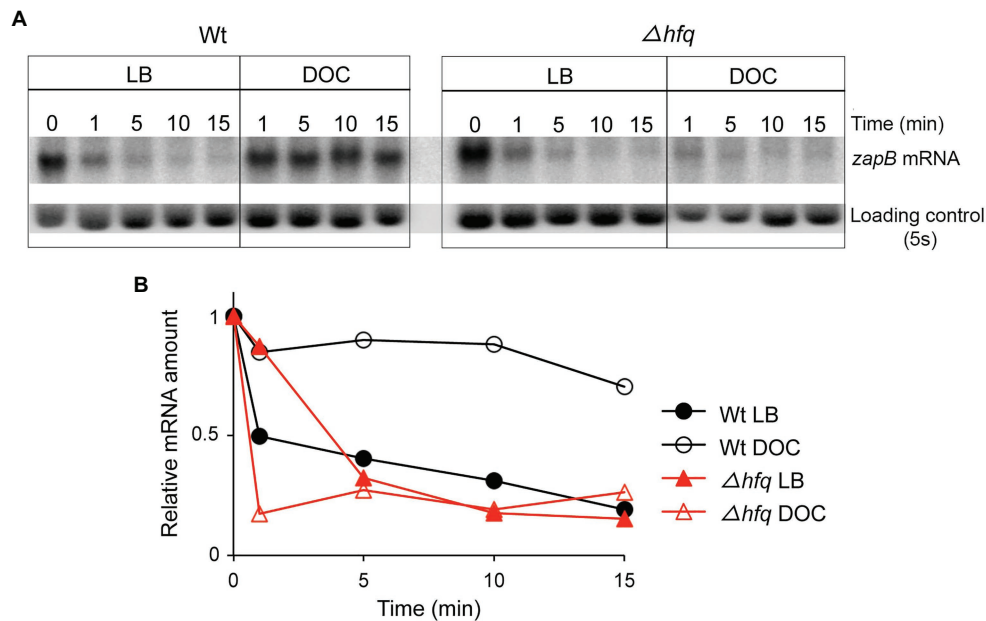 A
Wt
Δhfq
LB DOC LB DOC
0 1 5 10 15 1 5 10 15 0 1 5 10 15 1 5 10 15 Time (min)
zapB mRNA
Loading control
(5s)
B
Relative mRNA amount
1
0.5
0
0 5 10 15
Time (min)
Wt LB
Wt DOC
Δhfq LB
Δhfq DOC